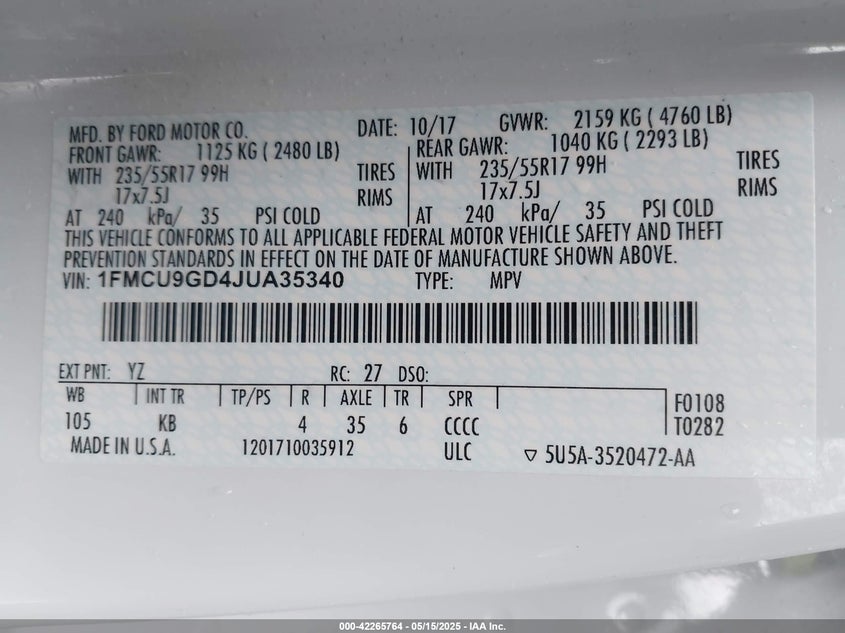 MFD. BY FORD MOTOR CO. DATE: 10/17 GVWR: 2159 KG ( 4760 LB)
FRONT GAWR: 1125 KG ( 2480 LB) REAR GAWR: 1040 KG ( 2293 LB)
WITH 235/55R17 99H TIRES WITH 235/55R17 99H TIRES
17x7.5J RIMS 17x7.5J RIMS
AT 240 kPa/ 35 PSI COLD AT 240 kPa/ 35 PSI COLD
THIS VEHICLE CONFORMS TO ALL APPLICABLE FEDERAL MOTOR VEHICLE SAFETY AND THEFT
PREVENTION STANDARDS IN EFFECT ON THE DATE OF MANUFACTURE SHOWN ABOVE.
VIN: 1FMCU9GD4JUA35340 TYPE: MPV
EXT PNT: YZ RC: 27 DSO:
WB INT TR TP/PS R AXLE TR SPR F0108
105 KB 4 35 6 CCCC T0282
MADE IN U.S.A. 1201710035912 ULC ▽ 5U5A-3520472-AA
000-42265764 - 05/15/2025 - IAA Inc.